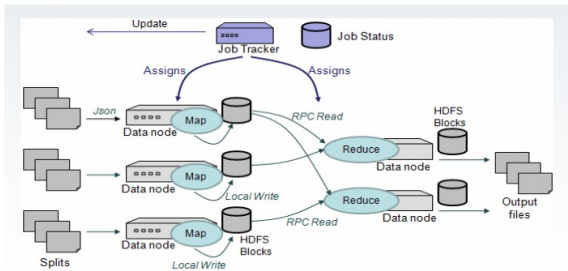 Update
Job Tracker
Job Status
Assigns
Assigns
Json
Map
Data node
RPC Read
HDFS
Blocks
Reduce
Data node
Map
Data node
Local Write
Reduce
Data node
Output
files
Map
Data node
RPC Read
HDFS
Blocks
Splits
Local Write